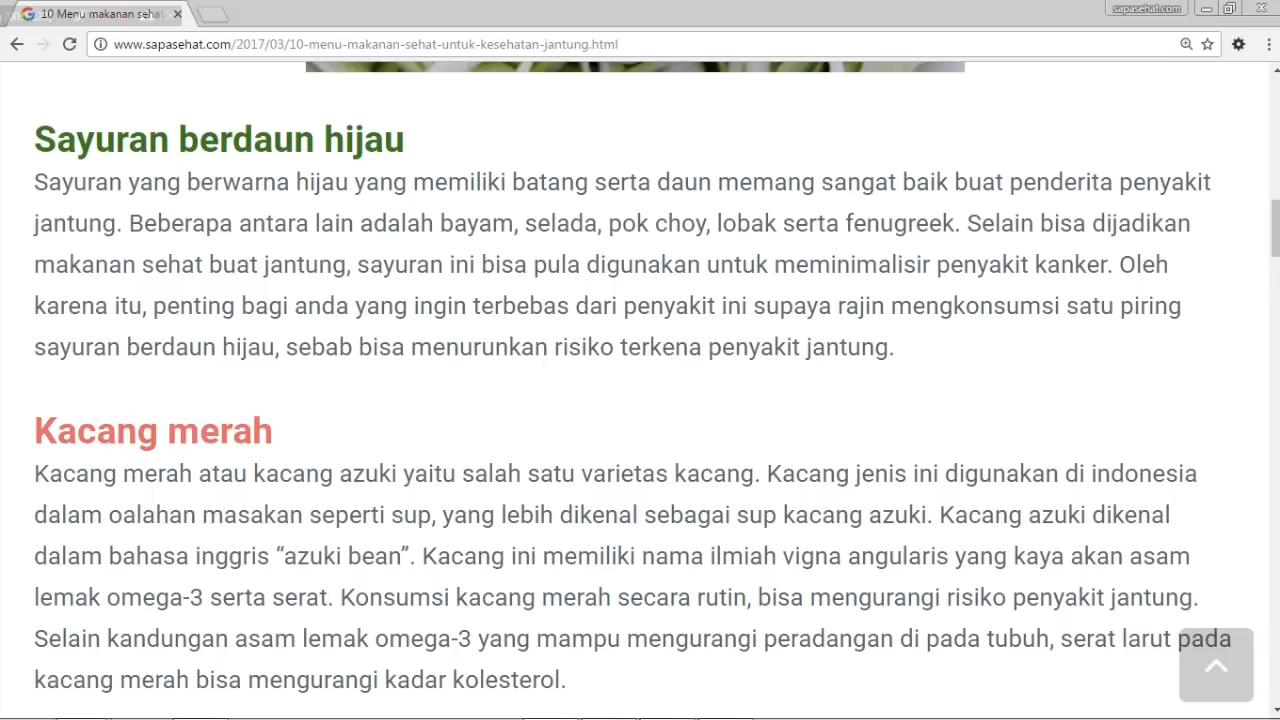 10 Menu makanan sehat
sapasehat.com
www.sapasehat.com/2017/03/10-menu-makanan-sehat-untuk-kesehatan-jantung.html
Sayuran berdaun hijau
Sayuran yang berwarna hijau yang memiliki batang serta daun memang sangat baik buat penderita penyakit
jantung. Beberapa antara lain adalah bayam, selada, pok choy, lobak serta fenugreek. Selain bisa dijadikan
makanan sehat buat jantung, sayuran ini bisa pula digunakan untuk meminimalisir penyakit kanker. Oleh
karena itu, penting bagi anda yang ingin terbebas dari penyakit ini supaya rajin mengkonsumsi satu piring
sayuran berdaun hijau, sebab bisa menurunkan risiko terkena penyakit jantung.
Kacang merah
Kacang merah atau kacang azuki yaitu salah satu varietas kacang. Kacang jenis ini digunakan di indonesia
dalam oalahan masakan seperti sup, yang lebih dikenal sebagai sup kacang azuki. Kacang azuki dikenal
dalam bahasa inggris “azuki bean”. Kacang ini memiliki nama ilmiah vigna angularis yang kaya akan asam
lemak omega-3 serta serat. Konsumsi kacang merah secara rutin, bisa mengurangi risiko penyakit jantung.
Selain kandungan asam lemak omega-3 yang mampu mengurangi peradangan di pada tubuh, serat larut pada
kacang merah bisa mengurangi kadar kolesterol.